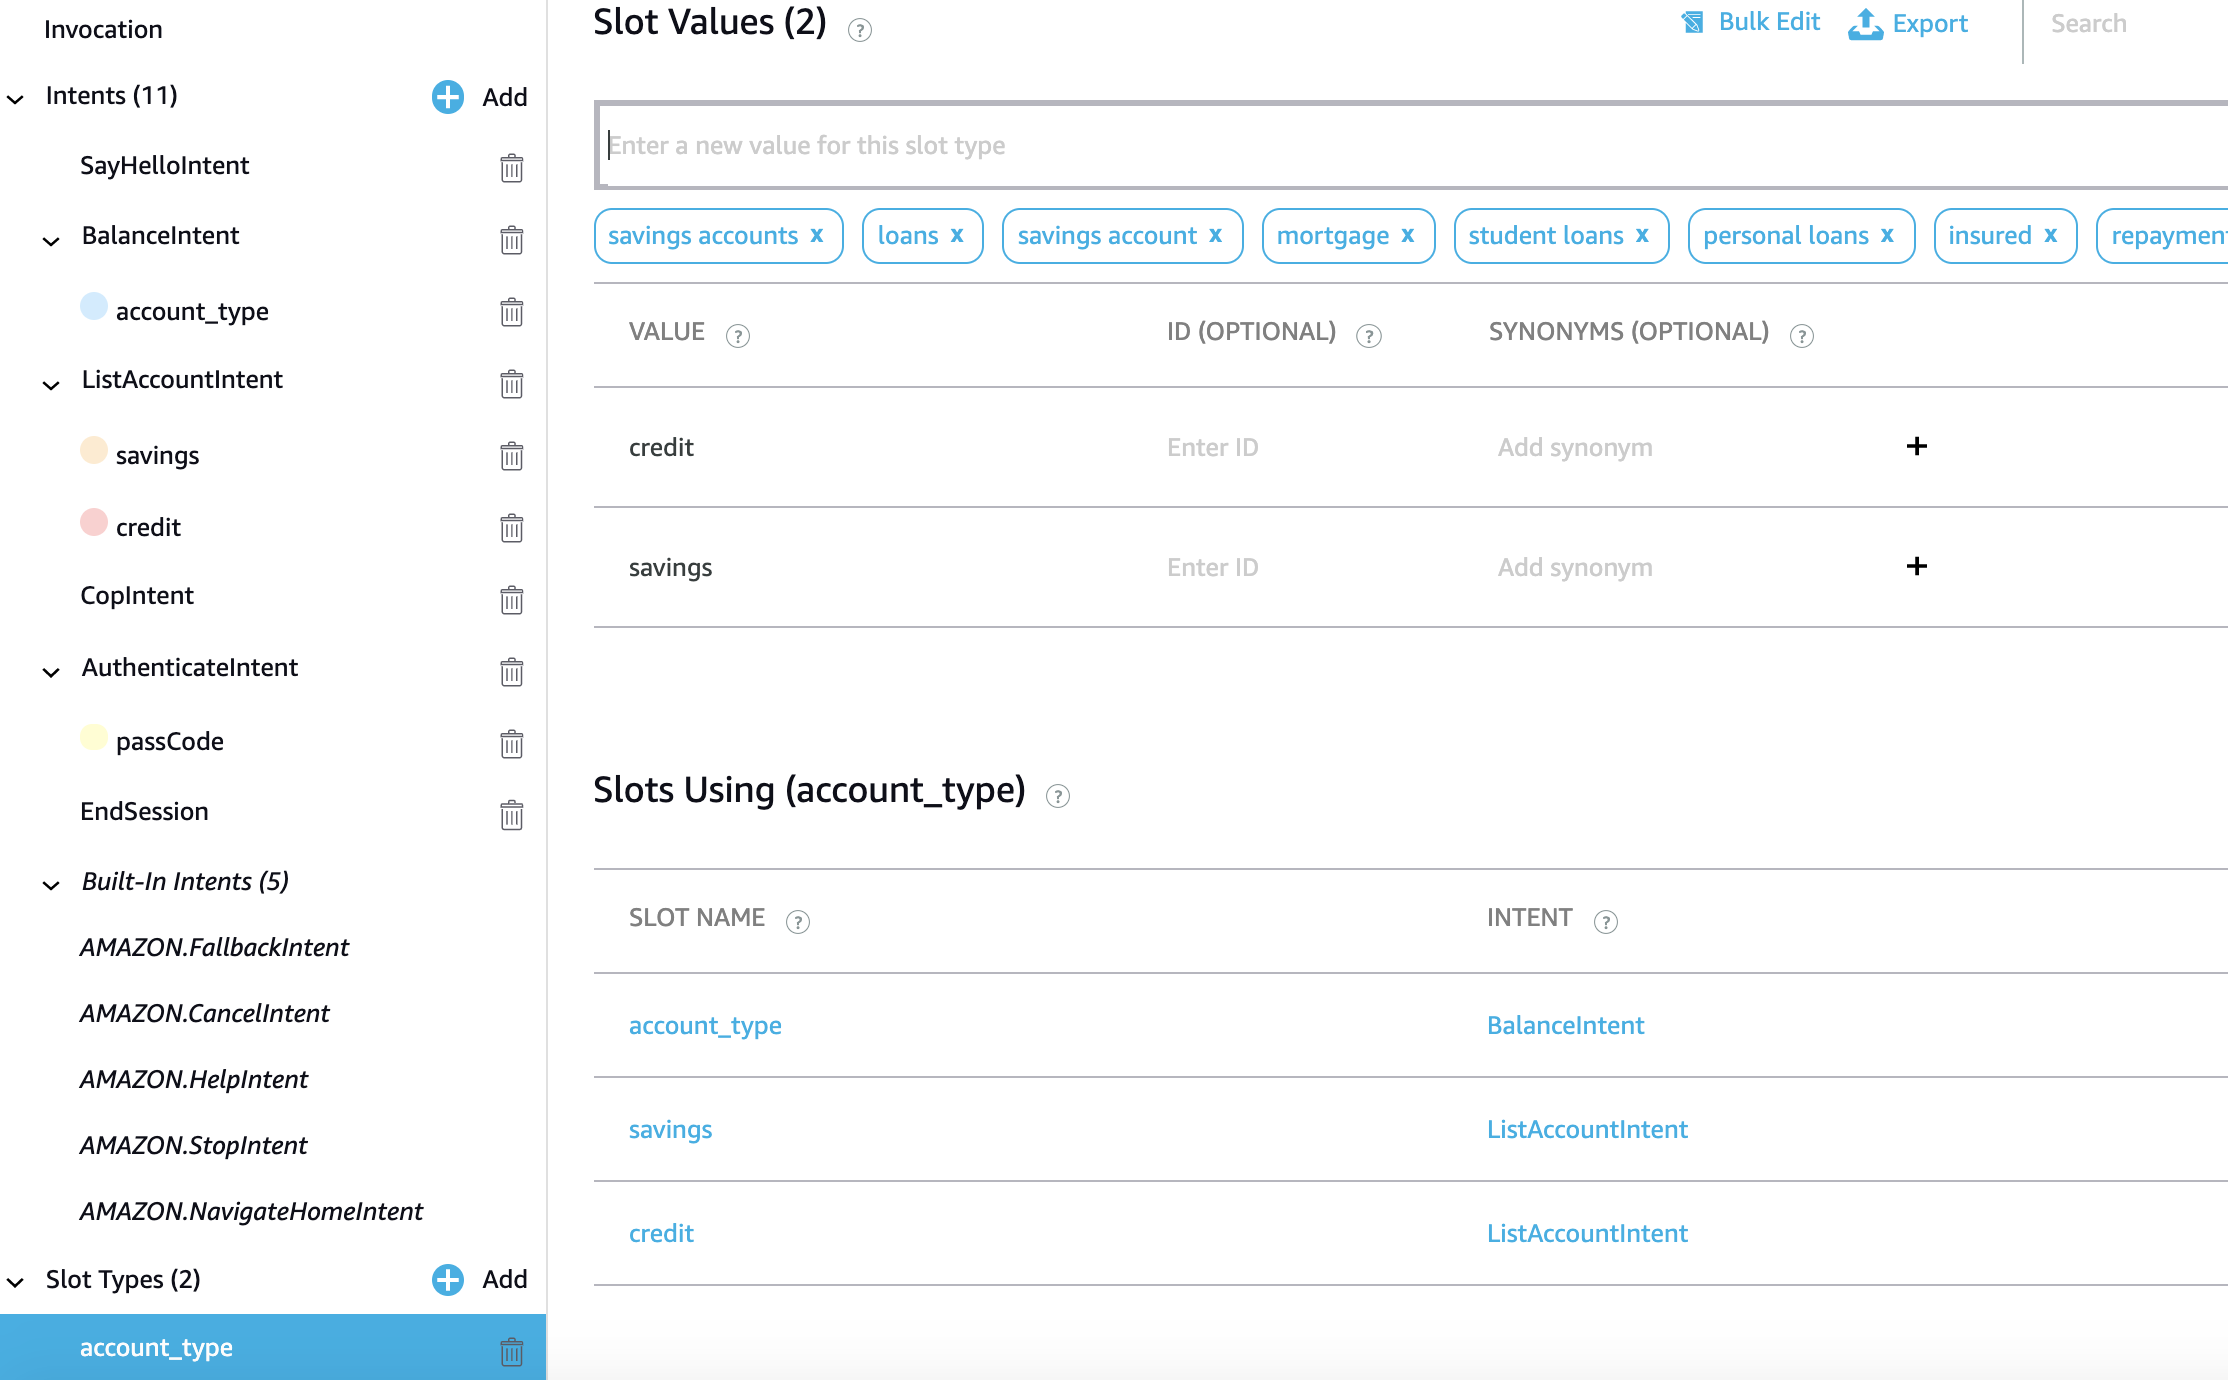 Invocation
Intents (11)
Add
SayHelloIntent
BalanceIntent
account_type
ListAccountIntent
savings
credit
CopIntent
AuthenticateIntent
passCode
EndSession
Built-In Intents (5)
AMAZON.FallbackIntent
AMAZON.CancelIntent
AMAZON.HelpIntent
AMAZON.StopIntent
AMAZON.NavigateHomeIntent
Slot Types (2)
Add
account_type
Slot Values (2) ?
Bulk Edit
Export
Search
Enter a new value for this slot type
savings accounts x
loans x
savings account x
mortgage x
student loans x
personal loans x
insured x
repayment
VALUE ? ID (OPTIONAL) ? SYNONYMS (OPTIONAL) ?
credit Enter ID Add synonym +
savings Enter ID Add synonym +
Slots Using (account_type) ?
SLOT NAME ? INTENT ?
account_type BalanceIntent
savings ListAccountIntent
credit ListAccountIntent